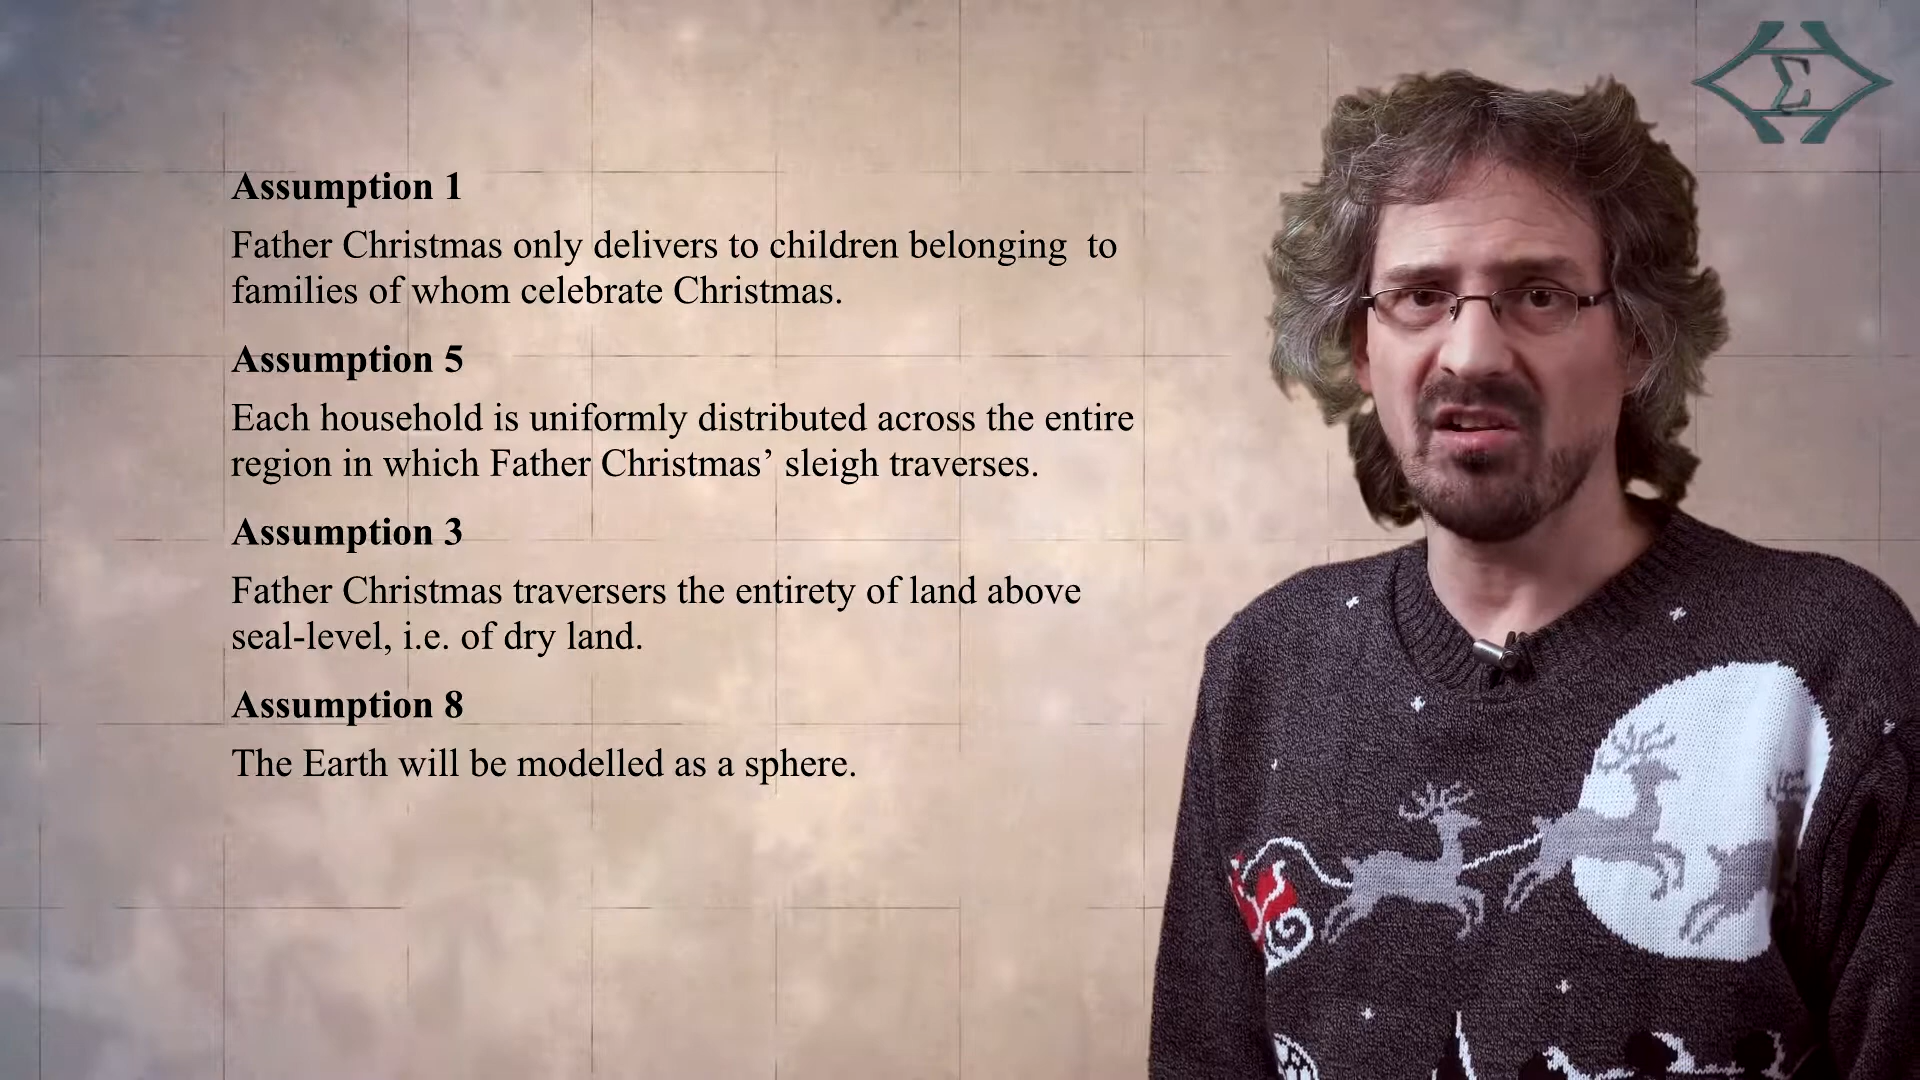 Σ
Assumption 1
Father Christmas only delivers to children belonging  to
families of whom celebrate Christmas.
Assumption 5
Each household is uniformly distributed across the entire
region in which Father Christmas’ sleigh traverses.
Assumption 3
Father Christmas traversers the entirety of land above
seal-level, i.e. of dry land.
Assumption 8
The Earth will be modelled as a sphere.